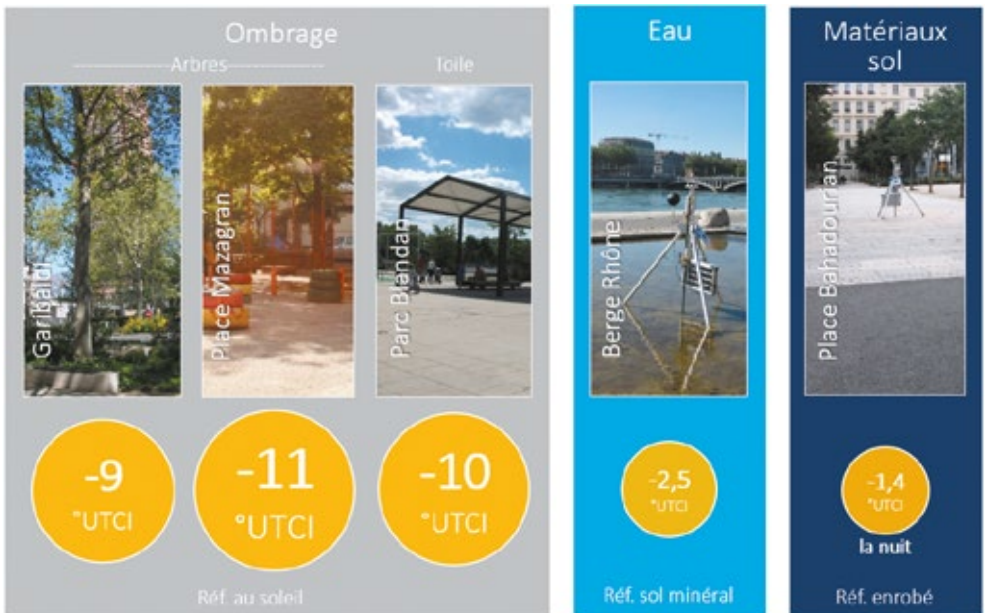 Ombrage
Arbres
Toile
Garibaldi
Place Mazagran
Parc Blandan
-9
°UTCI
-11
°UTCI
-10
°UTCI
Réf. au soleil
Eau
Berge Rhône
-2,5
°UTCI
Réf. sol minéral
Matériaux
sol
Place Bahadourian
-1,4
°UTCI
la nuit
Réf. enrobé